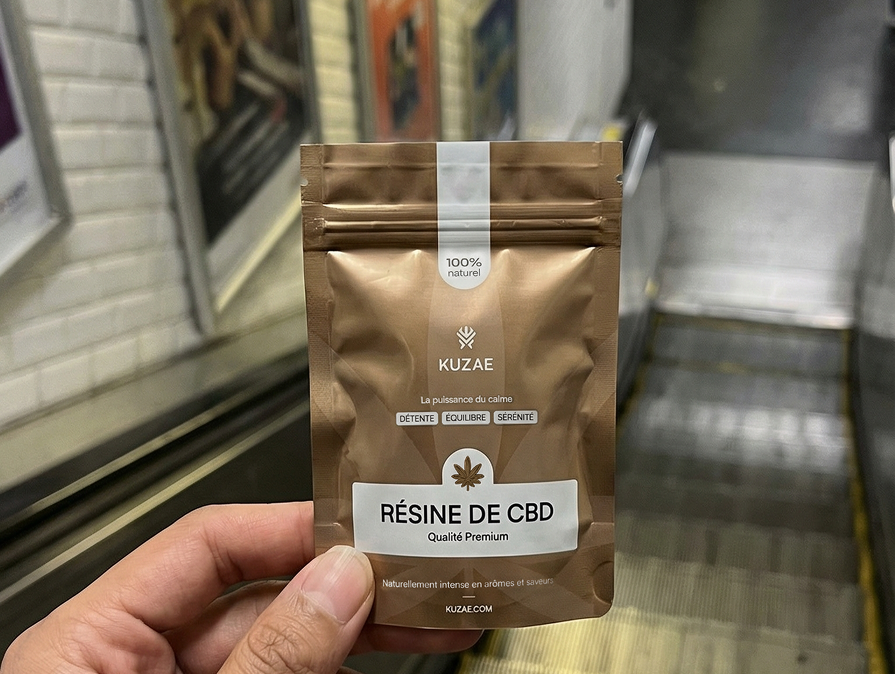 100%
naturel
KUZAE
La puissance du calme
DÉTENTE ÉQUILIBRE SÉRÉNITÉ
RÉSINE DE CBD
Qualité Premium
Naturellement intense en arômes et saveurs
KUZAE.COM